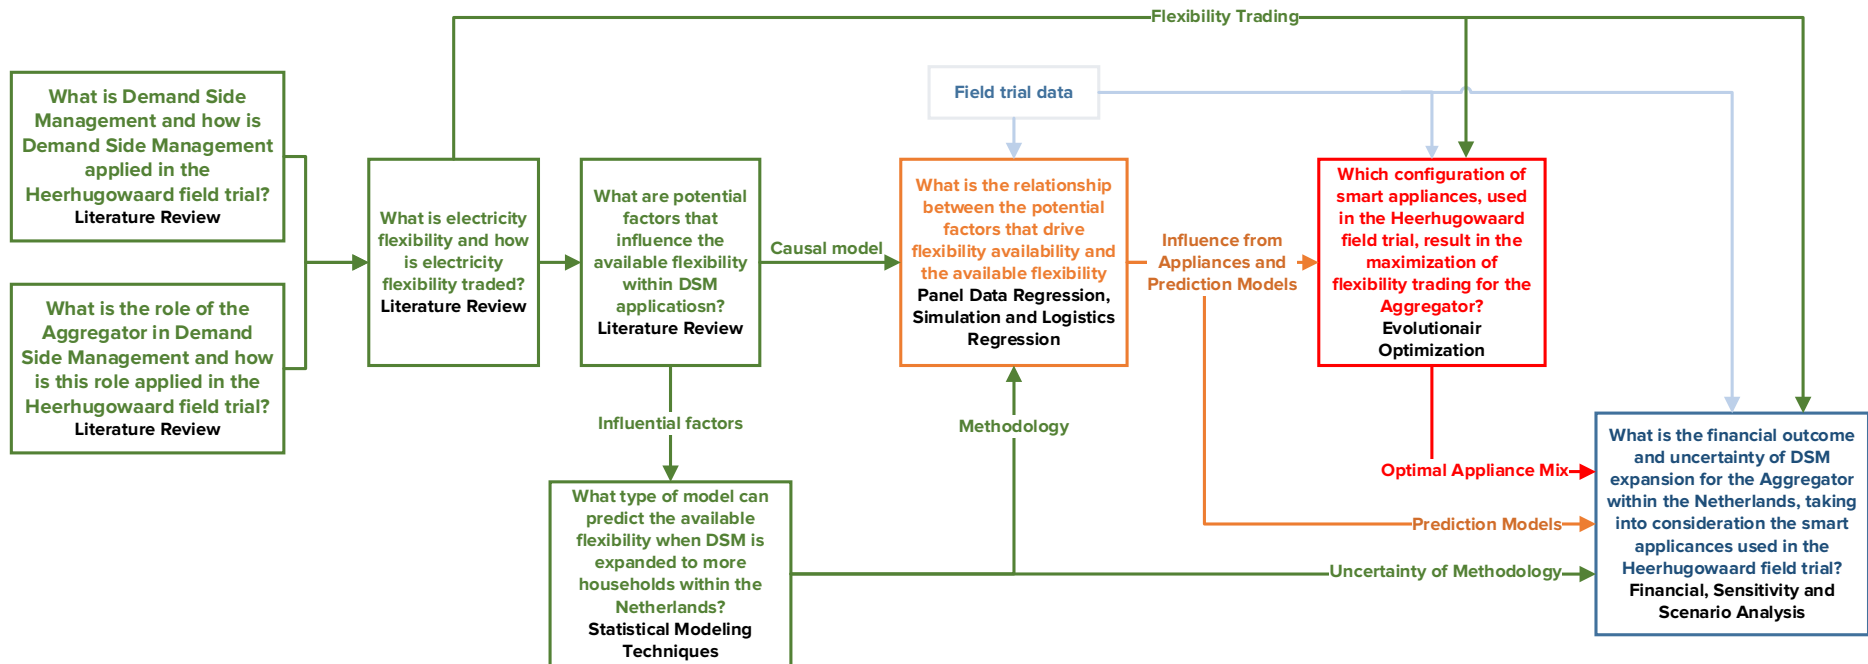 Flexibility Trading
What is Demand Side
Management and how is
Demand Side Management
applied in the
Heerhugowaard field trial?
Literature Review
What is the role of the
Aggregator in Demand
Side Management and how
is this role applied in the
Heerhugowaard field trial?
Literature Review
What is electricity
flexibility and how
is electricity
flexibility traded?
Literature Review
What are potential
factors that
influence the
available flexibility
within DSM
applicatiosn?
Literature Review
Causal model
Influential factors
What type of model can
predict the available
flexibility when DSM is
expanded to more
households within the
Netherlands?
Statistical Modeling
Techniques
Methodology
Field trial data
What is the relationship
between the potential
factors that drive
flexibility availability and
the available flexibility
Panel Data Regression,
Simulation and Logistics
Regression
Influence from
Appliances and
Prediction Models
Which configuration of
smart appliances, used
in the Heerhugowaard
field trial, result in the
maximization of
flexibility trading for the
Aggregator?
Evolutionair
Optimization
Optimal Appliance Mix
Prediction Models
Uncertainty of Methodology
What is the financial outcome
and uncertainty of DSM
expansion for the Aggregator
within the Netherlands, taking
into consideration the smart
applicances used in the
Heerhugowaard field trial?
Financial, Sensitivity and
Scenario Analysis